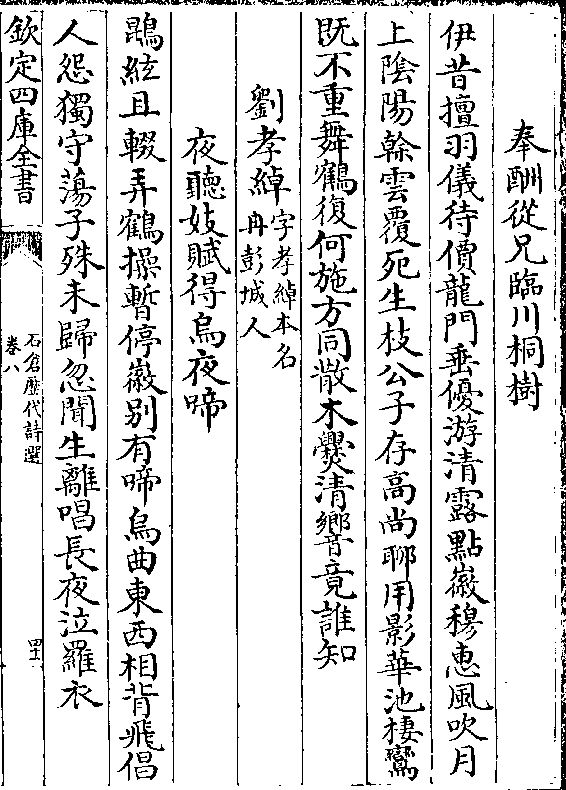 奉酬從兄臨川桐樹
伊昔擅羽儀待價龍門垂優游清露點徽穆惠風吹月
上陰陽榦雲覆死生枝公子存高尚聊用影華池棲鸞
既不重舞鶴復何施方同散木㸑清響竟誰知
劉孝綽字孝綽本名
冉彭城人
夜聽妓賦得烏夜啼
鵾絃且輟弄鶴操暫停徽别有啼烏曲東西相背飛倡
人怨獨守蕩子殊未歸忽聞生離唱長夜泣羅衣
欽定四庫全書
石倉歴代詩選
卷八